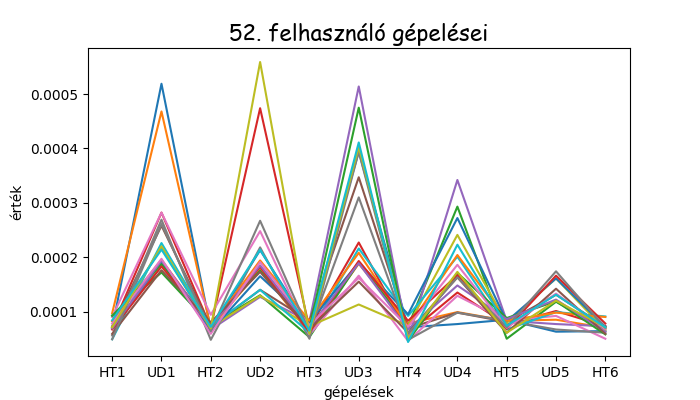 52. felhasználó gépelései
érték
0.0005
0.0004
0.0003
0.0002
0.0001
HT1 UD1 HT2 UD2 HT3 UD3 HT4 UD4 HT5 UD5 HT6
gépelések